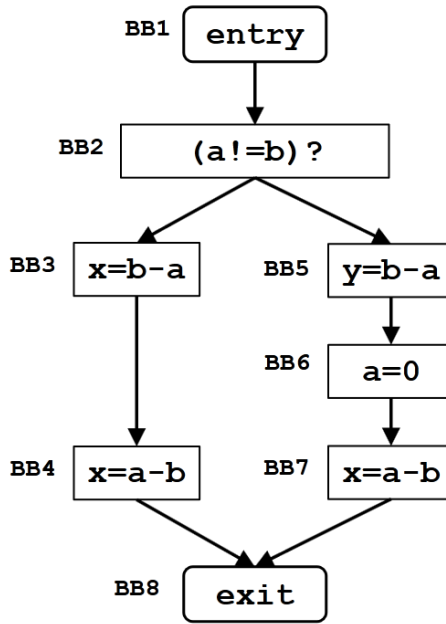 BB1 entry
BB2 (a!=b)?
BB3 x=b-a BB5 y=b-a
BB6 a=0
BB4 x=a-b BB7 x=a-b
BB8 exit